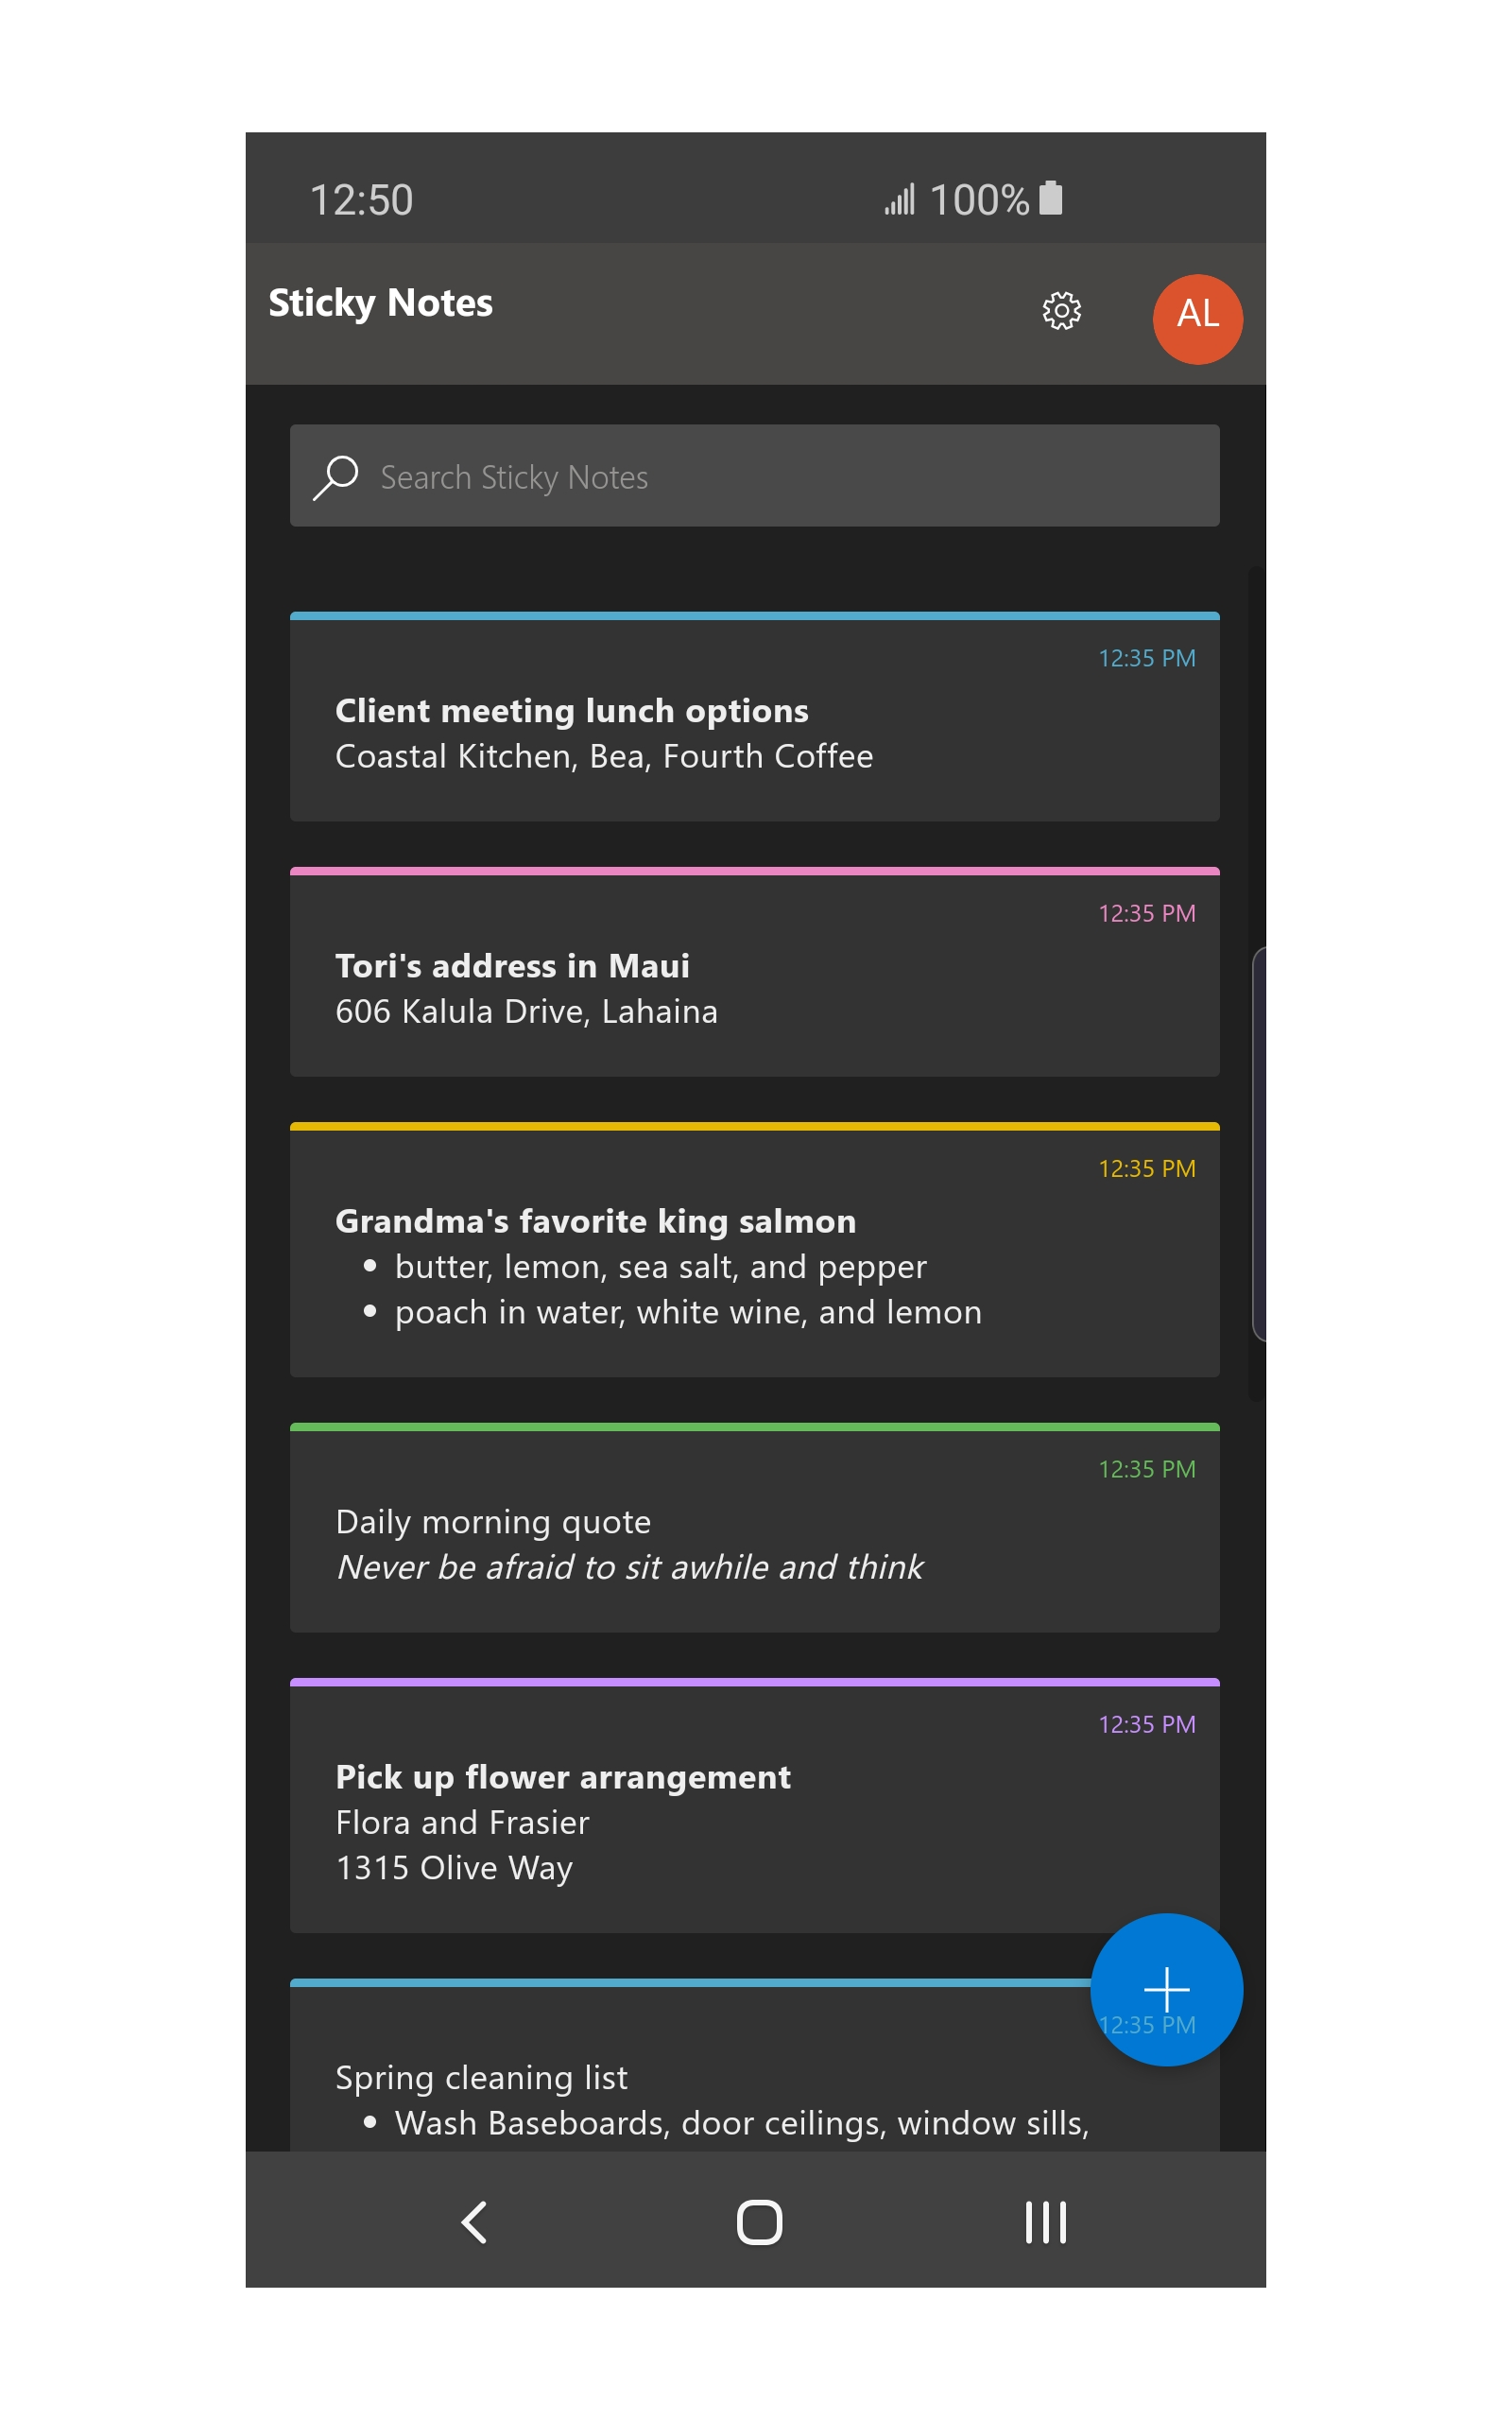 12:50 100%
Sticky Notes AL
Search Sticky Notes
12:35 PM
Client meeting lunch options
Coastal Kitchen, Bea, Fourth Coffee
12:35 PM
Tori's address in Maui
606 Kalula Drive, Lahaina
12:35 PM
Grandma's favorite king salmon
• butter, lemon, sea salt, and pepper
• poach in water, white wine, and lemon
12:35 PM
Daily morning quote
Never be afraid to sit awhile and think
12:35 PM
Pick up flower arrangement
Flora and Frasier
1315 Olive Way
12:35 PM
Spring cleaning list
• Wash Baseboards, door ceilings, window sills,